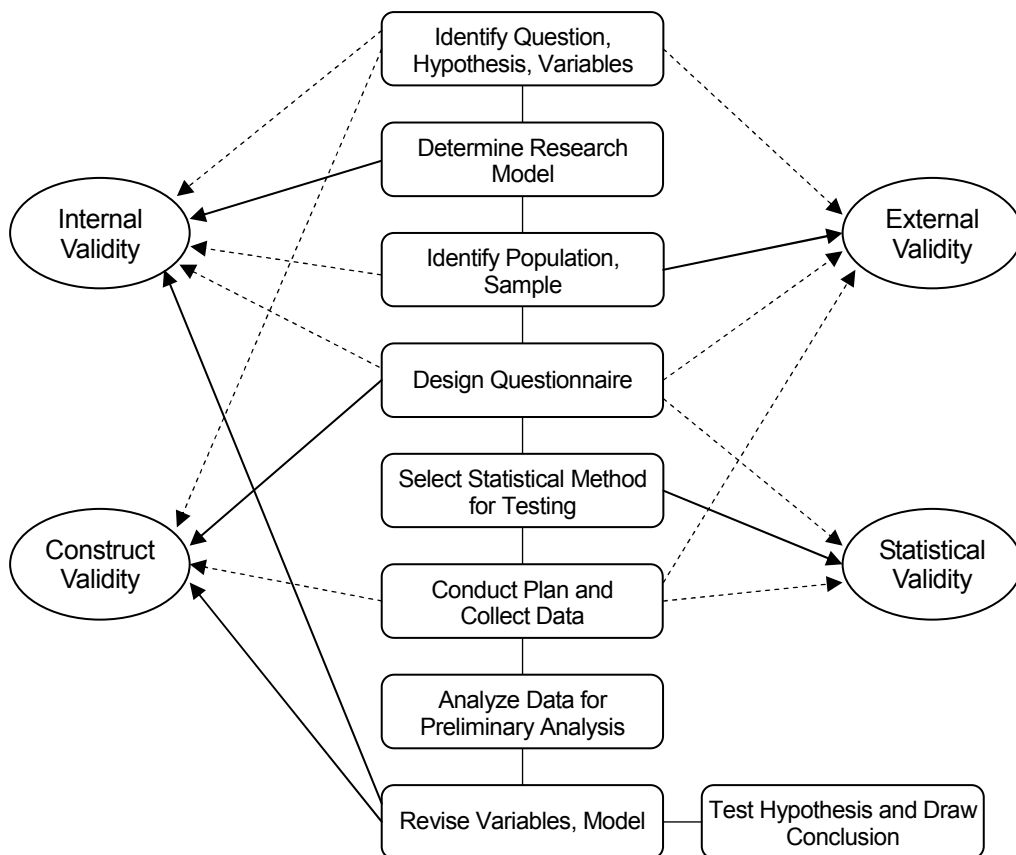 Identify Question,
Hypothesis, Variables
Determine Research
Model
Internal
Validity
External
Validity
Identify Population,
Sample
Design Questionnaire
Select Statistical Method
for Testing
Construct
Validity
Statistical
Validity
Conduct Plan and
Collect Data
Analyze Data for
Preliminary Analysis
Revise Variables, Model
Test Hypothesis and Draw
Conclusion